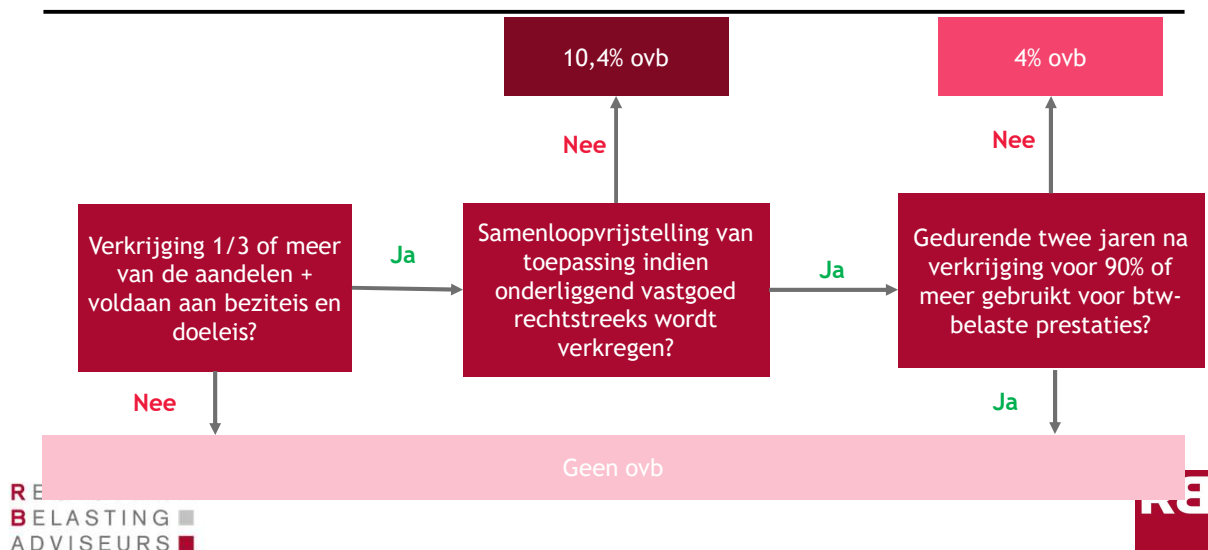 10,4% ovb
4% ovb
Nee
Nee
Verkrijging 1/3 of meer
van de aandelen +
voldaan aan beziteis en
doeleis?
Ja
Samenloopvrijstelling van
toepassing indien
onderliggend vastgoed
rechtstreeks wordt
verkregen?
Ja
Gedurende twee jaren na
verkrijging voor 90% of
meer gebruikt voor btw-
belaste prestaties?
Nee
Ja
Geen ovb
BELASTING
ADVISEURS